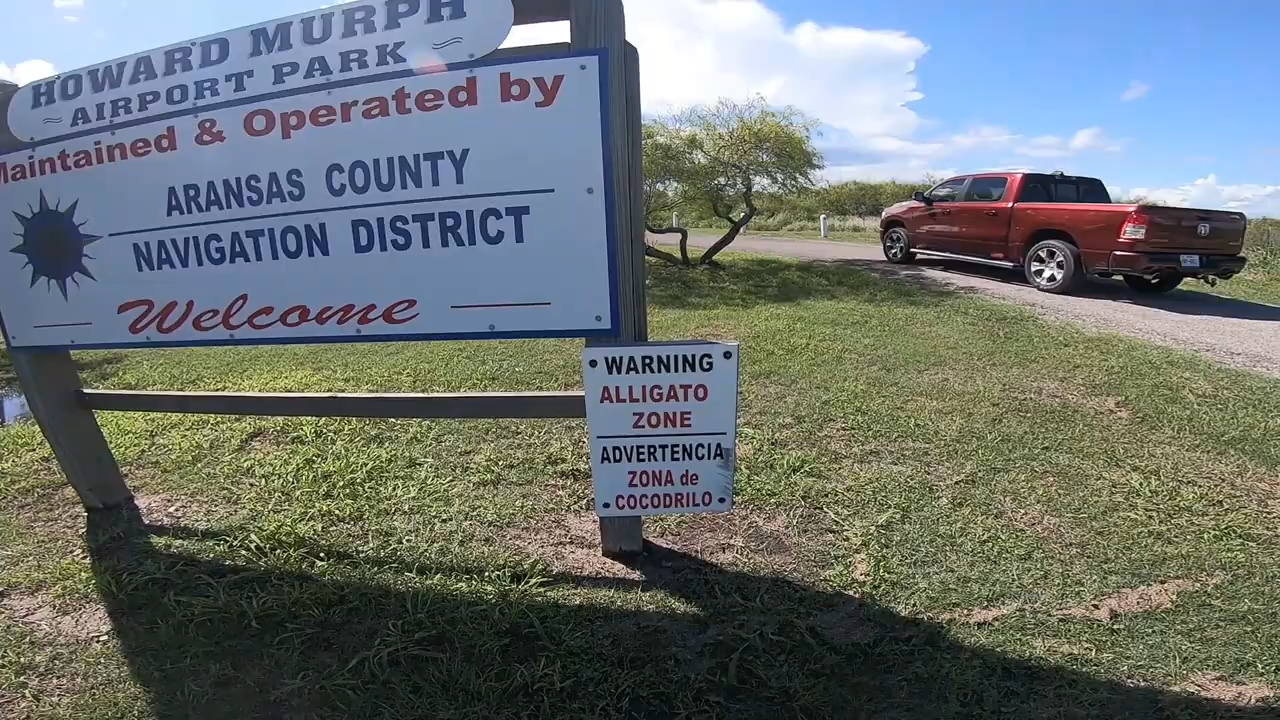 HOWARD MURPH
~ AIRPORT PARK ~
Maintained & Operated by
ARANSAS COUNTY
NAVIGATION DISTRICT
Welcome
WARNING
ALLIGATO
ZONE
ADVERTENCIA
ZONA de
COCODRILO